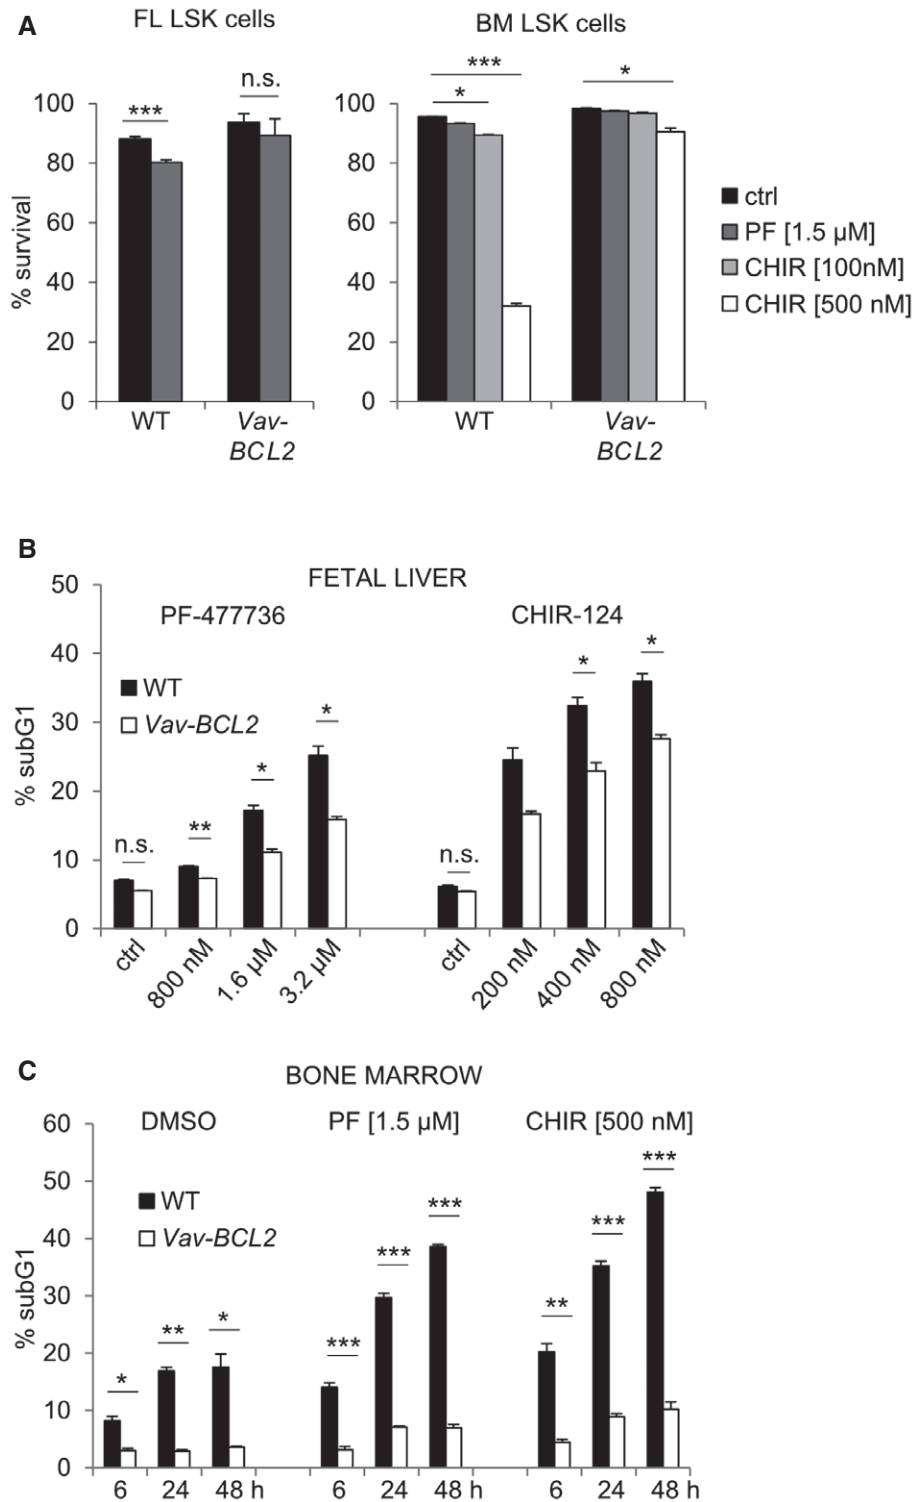 A
FL LSK cells
BM LSK cells
***
n.s.
***
*
*
% survival
100
80
60
40
20
0
100
80
60
40
20
0
WT
Vav-
BCL2
WT
Vav-
BCL2
ctrl
PF [1.5 µM]
CHIR [100nM]
CHIR [500 nM]
B
FETAL LIVER
PF-477736
CHIR-124
% subG1
50
40
30
20
10
0
WT
Vav-BCL2
n.s.
**
*
*
n.s.
*
*
ctrl
800 nM
1.6 µM
3.2 µM
ctrl
200 nM
400 nM
800 nM
C
BONE MARROW
DMSO
PF [1.5 µM]
CHIR [500 nM]
% subG1
60
50
40
30
20
10
0
WT
Vav-BCL2
*
**
*
***
***
***
**
***
***
6 24 48 h
6 24 48 h
6 24 48 h